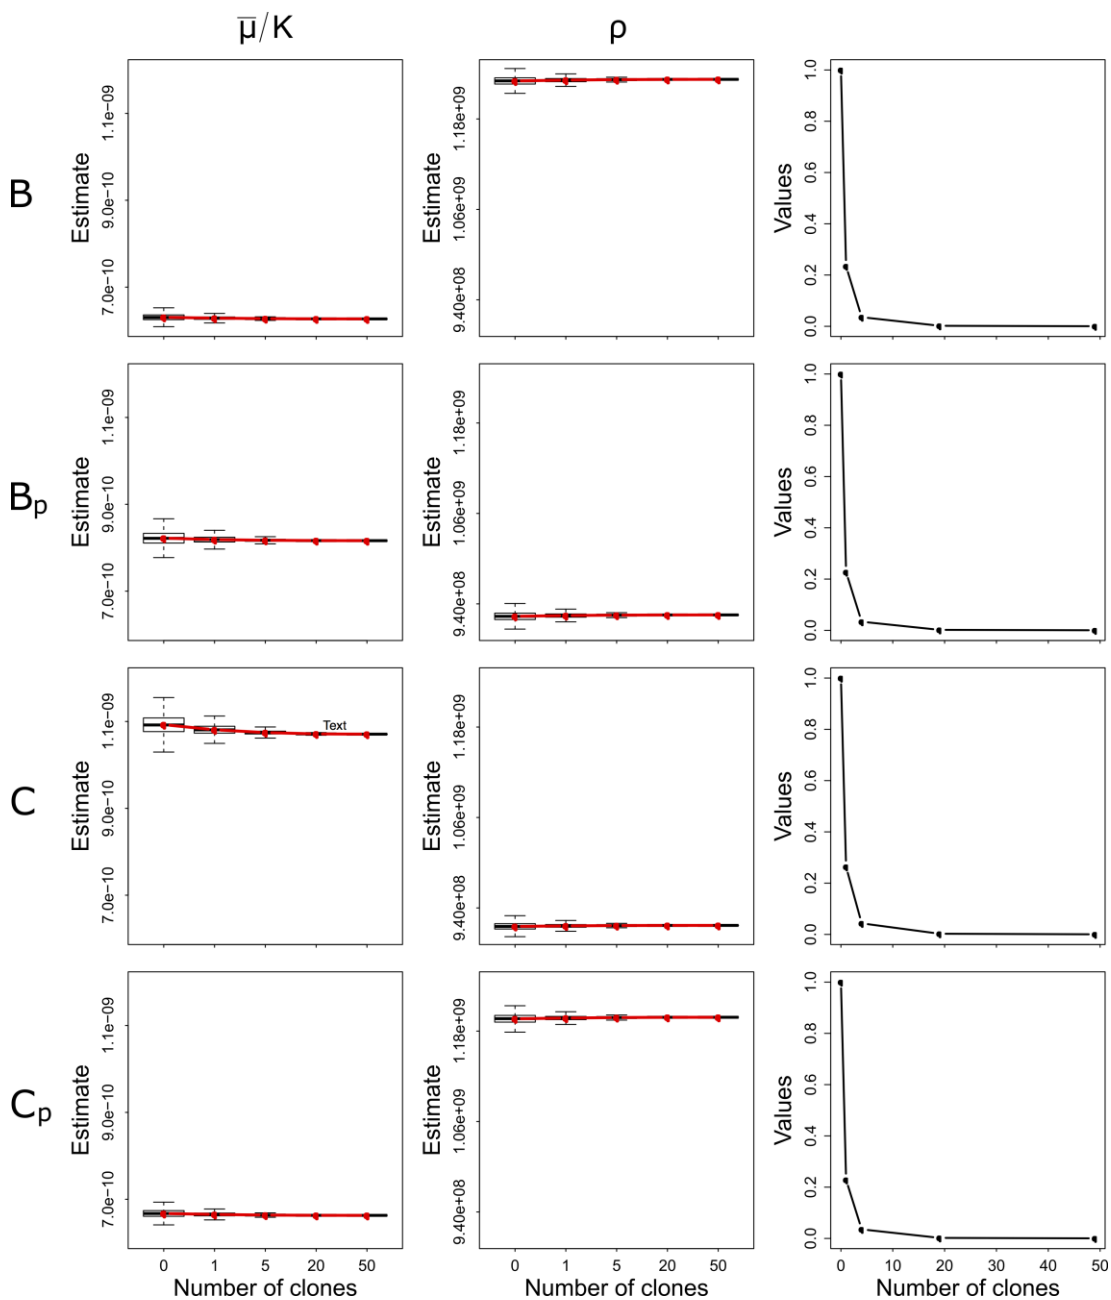 μ̅/K ρ
B
Estimate
7.0e−10 9.0e−10 1.1e−09
Estimate
9.40e+08 1.06e+09 1.18e+09
Values
0.0 0.2 0.4 0.6 0.8 1.0
Bp
Estimate
7.0e−10 9.0e−10 1.1e−09
Estimate
9.40e+08 1.06e+09 1.18e+09
Values
0.0 0.2 0.4 0.6 0.8 1.0
C
Estimate
7.0e−10 9.0e−10 1.1e−09
Text
Estimate
9.40e+08 1.06e+09 1.18e+09
Values
0.0 0.2 0.4 0.6 0.8 1.0
Cp
Estimate
7.0e−10 9.0e−10 1.1e−09
Estimate
9.40e+08 1.06e+09 1.18e+09
Values
0.0 0.2 0.4 0.6 0.8 1.0
0 1 5 20 50
Number of clones
0 1 5 20 50
Number of clones
0 10 20 30 40 50
Number of clones